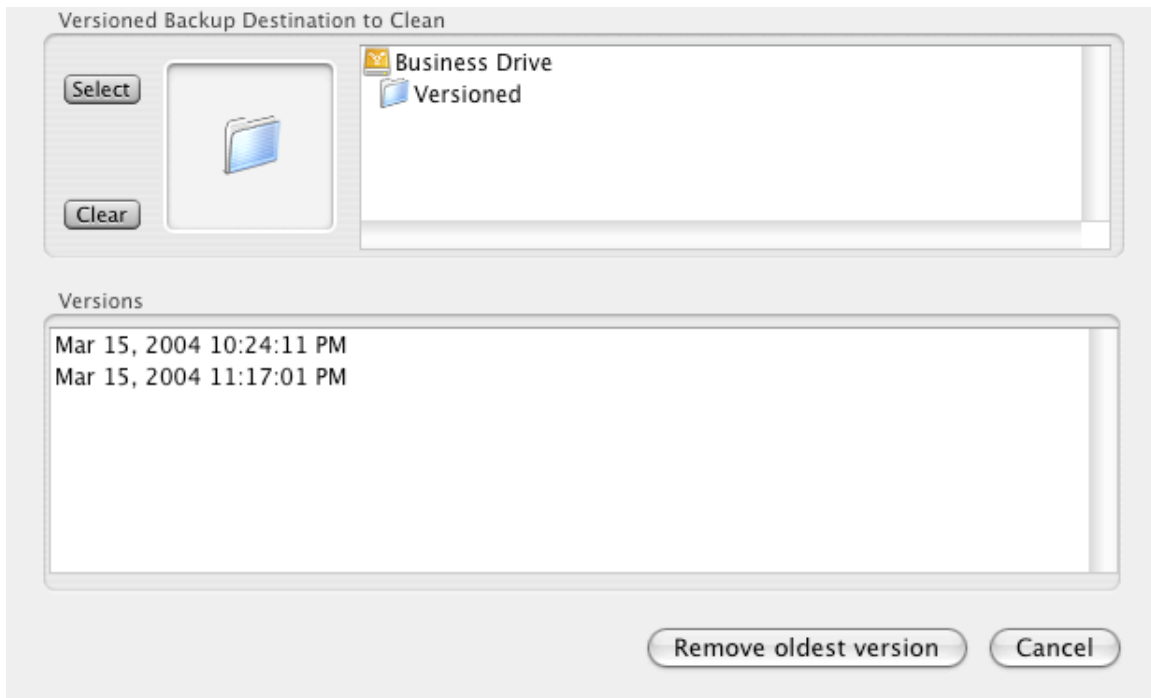 Versioned Backup Destination to Clean
Select
Business Drive
Versioned
Clear
Versions
Mar 15, 2004 10:24:11 PM
Mar 15, 2004 11:17:01 PM
Remove oldest version
Cancel